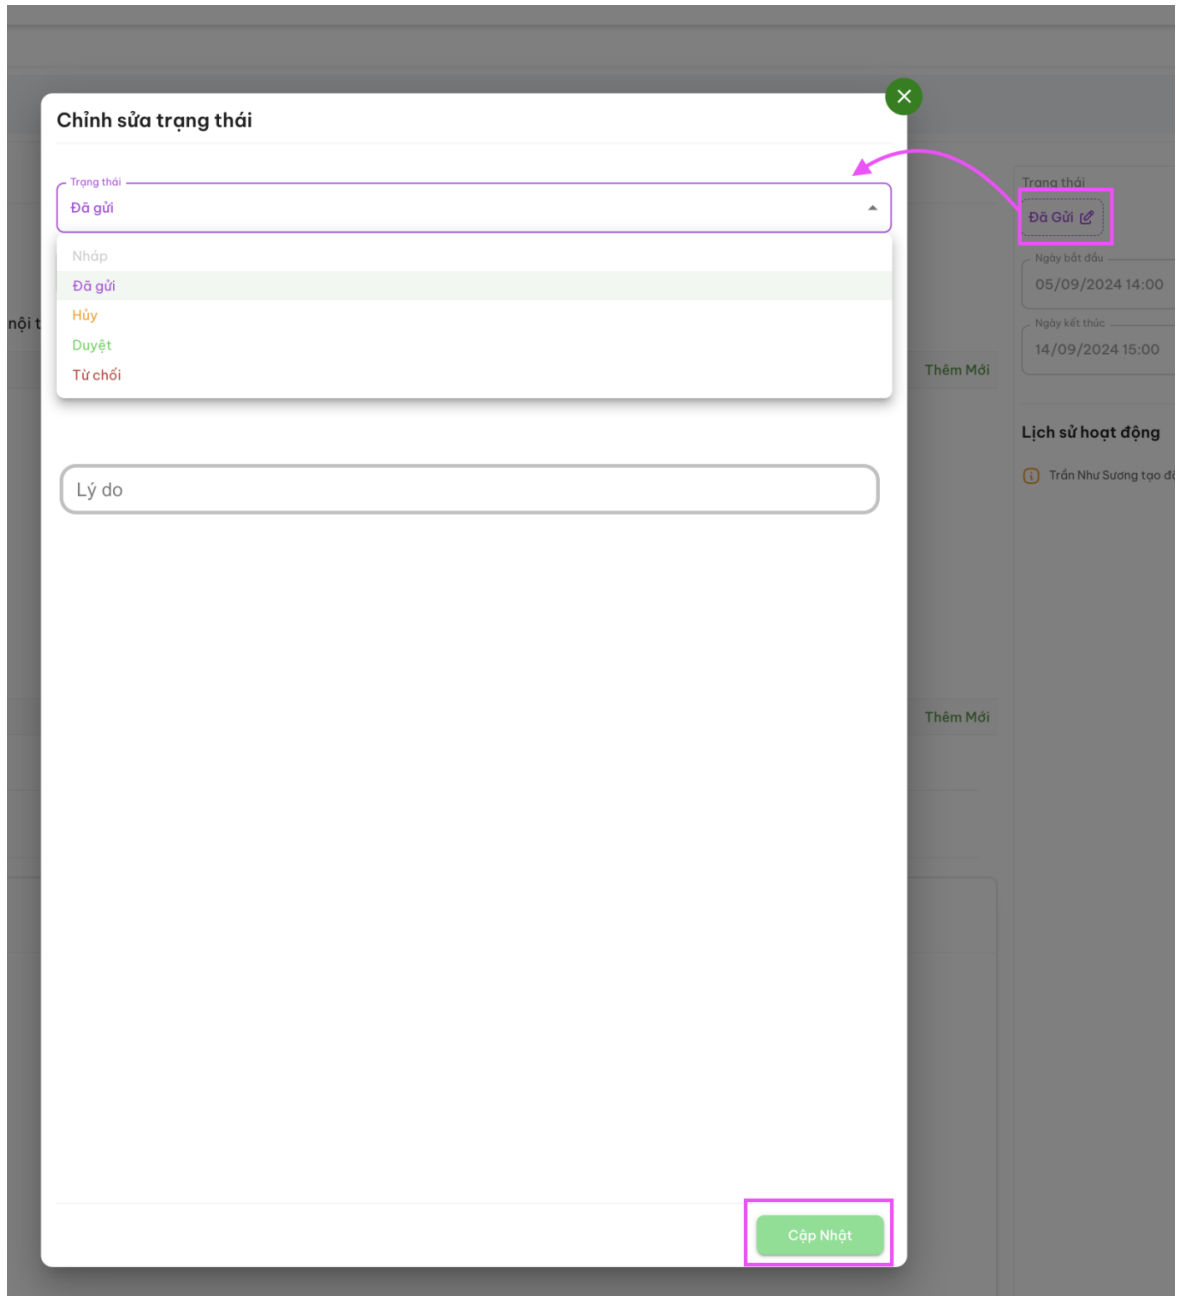 Chỉnh sửa trạng thái
Trạng thái
Đã gửi
Nháp
Đã gửi
Hủy
Duyệt
Từ chối
Lý do
Cập Nhật
nội t
Thêm Mới
Thêm Mới
Trạng thái
Đã Gửi
Ngày bắt đầu
05/09/2024 14:00
Ngày kết thúc
14/09/2024 15:00
Lịch sử hoạt động
Trần Như Sương tạo